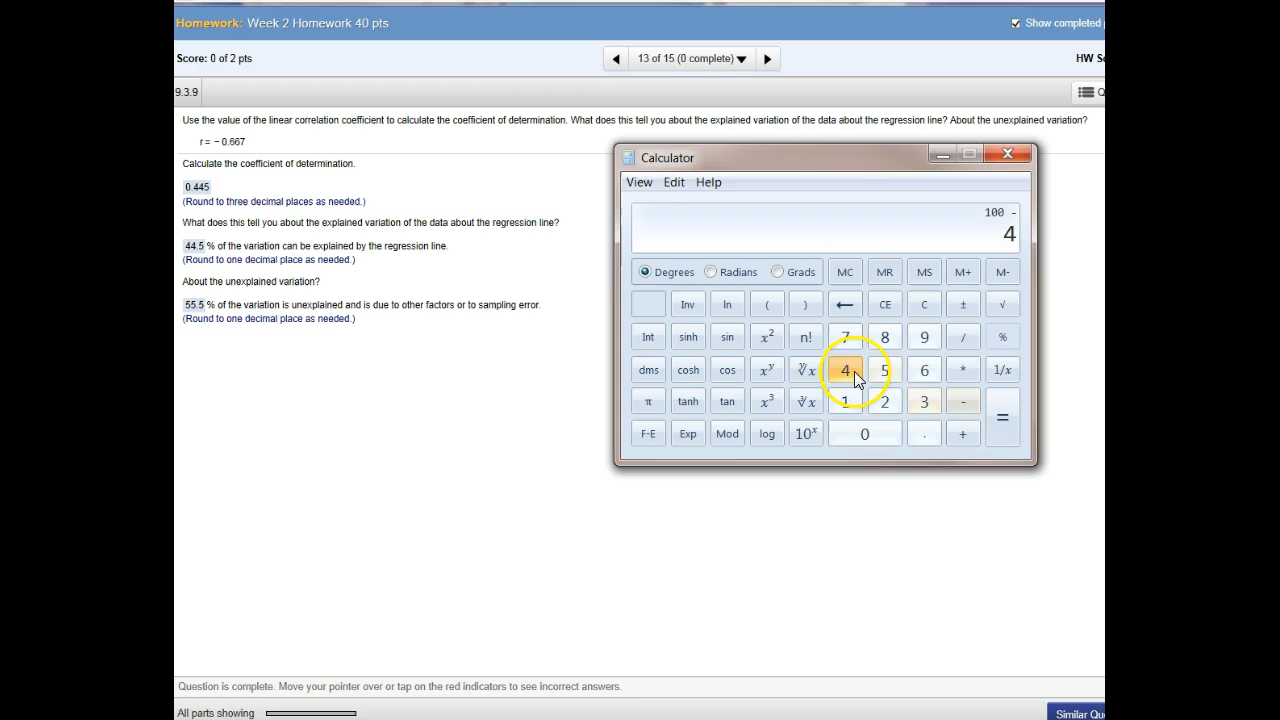 Homework: Week 2 Homework 40 pts
Show completed
Score: 0 of 2 pts
13 of 15 (0 complete)
HW
9.3.9
Use the value of the linear correlation coefficient to calculate the coefficient of determination. What does this tell you about the explained variation of the data about the regression line? About the unexplained variation?
r = − 0.667
Calculate the coefficient of determination.
0.445
(Round to three decimal places as needed.)
What does this tell you about the explained variation of the data about the regression line?
44.5 % of the variation can be explained by the regression line.
(Round to one decimal place as needed.)
About the unexplained variation?
55.5 % of the variation is unexplained and is due to other factors or to sampling error.
(Round to one decimal place as needed.)
Calculator
View Edit Help
100 -
4
Degrees Radians Grads MC MR MS M+ M-
Inv ln ( ) ← CE C ± √
Int sinh sin x² n! 7 8 9 / %
dms cosh cos xʸ ʸ√x 4 5 6 * 1/x
π tanh tan x³ ³√x 1 2 3 - =
F-E Exp Mod log 10ˣ 0 . +
Question is complete. Move your pointer over or tap on the red indicators to see incorrect answers.
All parts showing
Similar